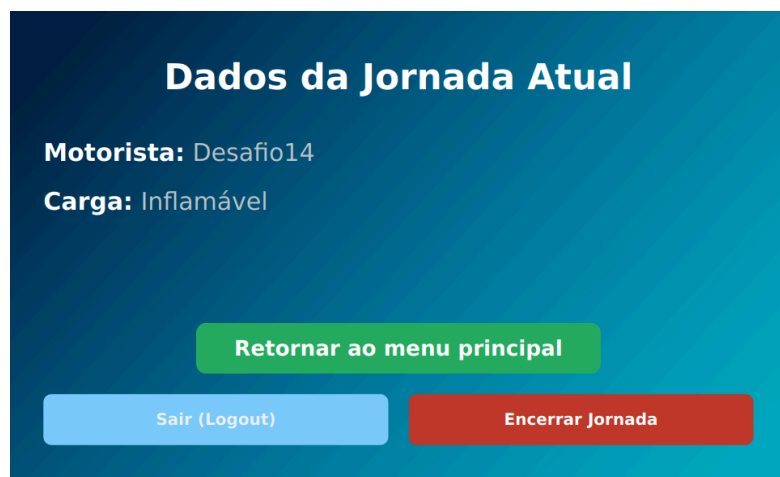 Dados da Jornada Atual
Motorista: Desafio14
Carga: Inflamável
Retornar ao menu principal
Sair (Logout)
Encerrar Jornada